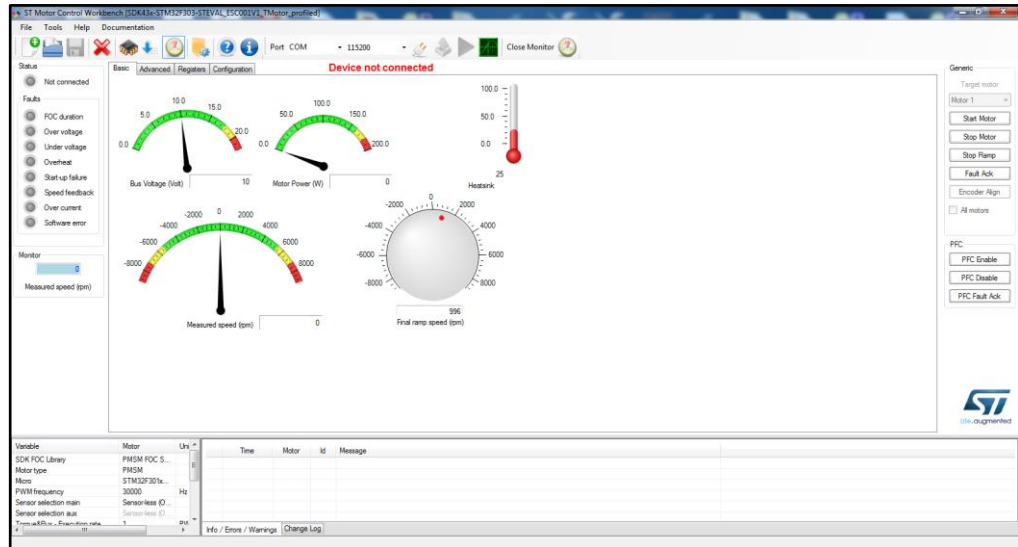 ST Motor Control Workbench [SDK43x-STM32F303-STEVAL_ESC001V1_TMotor_profiled]
File Tools Help Documentation
Port COM 115200 Close Monitor
Status
Not connected
Faults
FOC duration
Over voltage
Under voltage
Overheat
Start-up failure
Speed feedback
Over current
Software error
Monitor
0
Measured speed (rpm)
Basic Advanced Registers Configuration Device not connected
0.0 5.0 10.0 15.0 20.0
Bus Voltage (Volt) 10
0.0 50.0 100.0 150.0 200.0
Motor Power (W) 0
100.0
50.0
0.0
25
Heatsink
-8000 -6000 -4000 -2000 0 2000 4000 6000 8000
Measured speed (rpm) 0
-8000 -6000 -4000 -2000 0 2000 4000 6000 8000
996
Final ramp speed (rpm)
Generic
Target motor
Motor 1
Start Motor
Stop Motor
Stop Ramp
Fault Ack
Encoder Align
All motors
PFC
PFC Enable
PFC Disable
PFC Fault Ack
ST
life.augmented
Variable Motor Uni
SDK FOC Library PMSM FOC S...
Motor type PMSM
Micro STM32F301x...
PWM frequency 30000 Hz
Sensor selection main Sensor-less (O...
Sensor selection aux Sensor-less (O...
Torque&Flux - Execution rate 1 PW
Time Motor Id Message
Info / Errors / Warnings Change Log